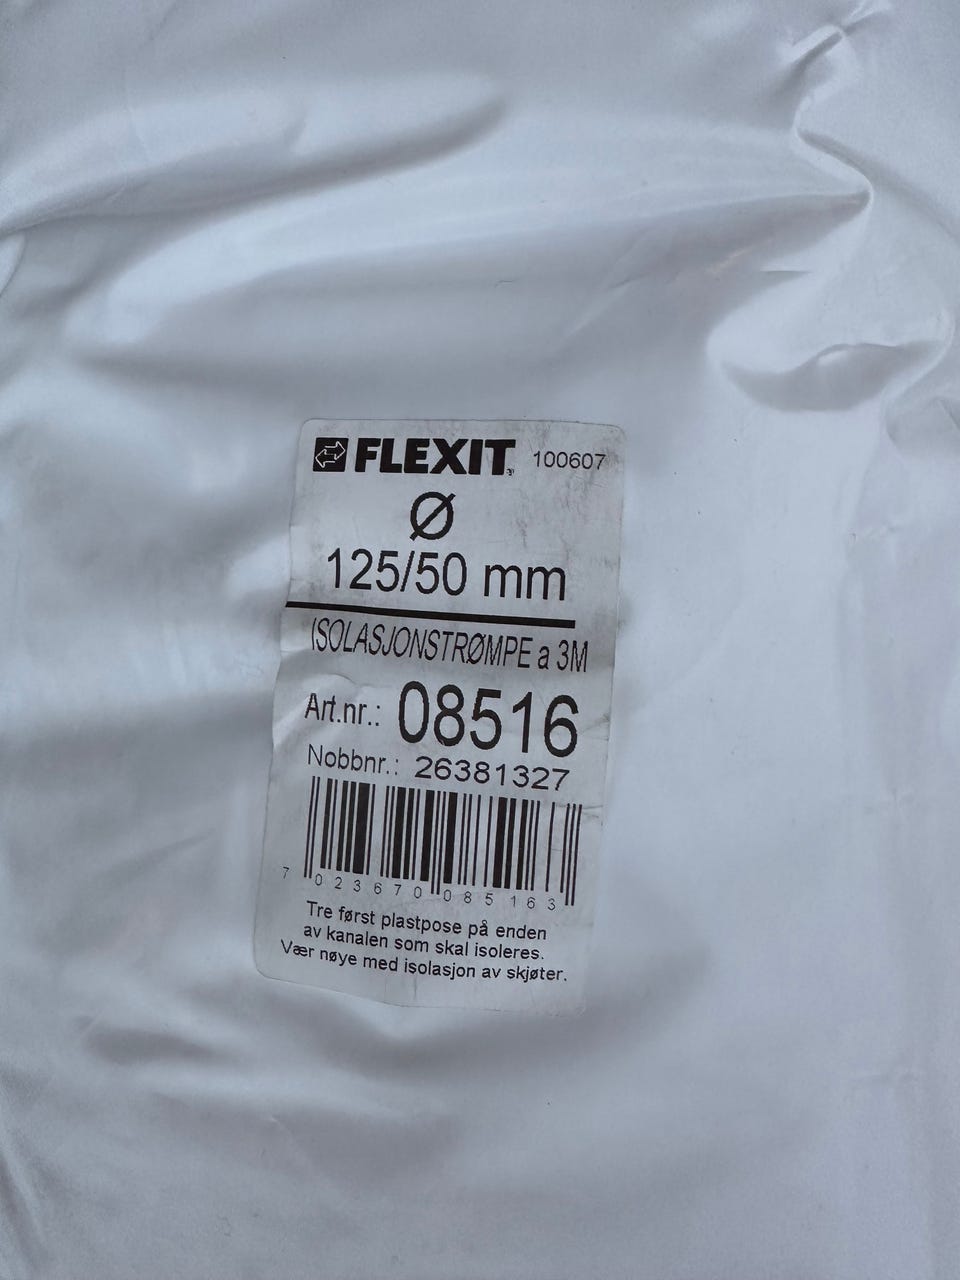 FLEXIT 100607
Ø
125/50 mm
ISOLASJONSTRØMPE a 3M
Art.nr.: 08516
Nobbnr.: 26381327
7 023670 085163
Tre først plastpose på enden
av kanalen som skal isoleres.
Vær nøye med isolasjon av skjøter.